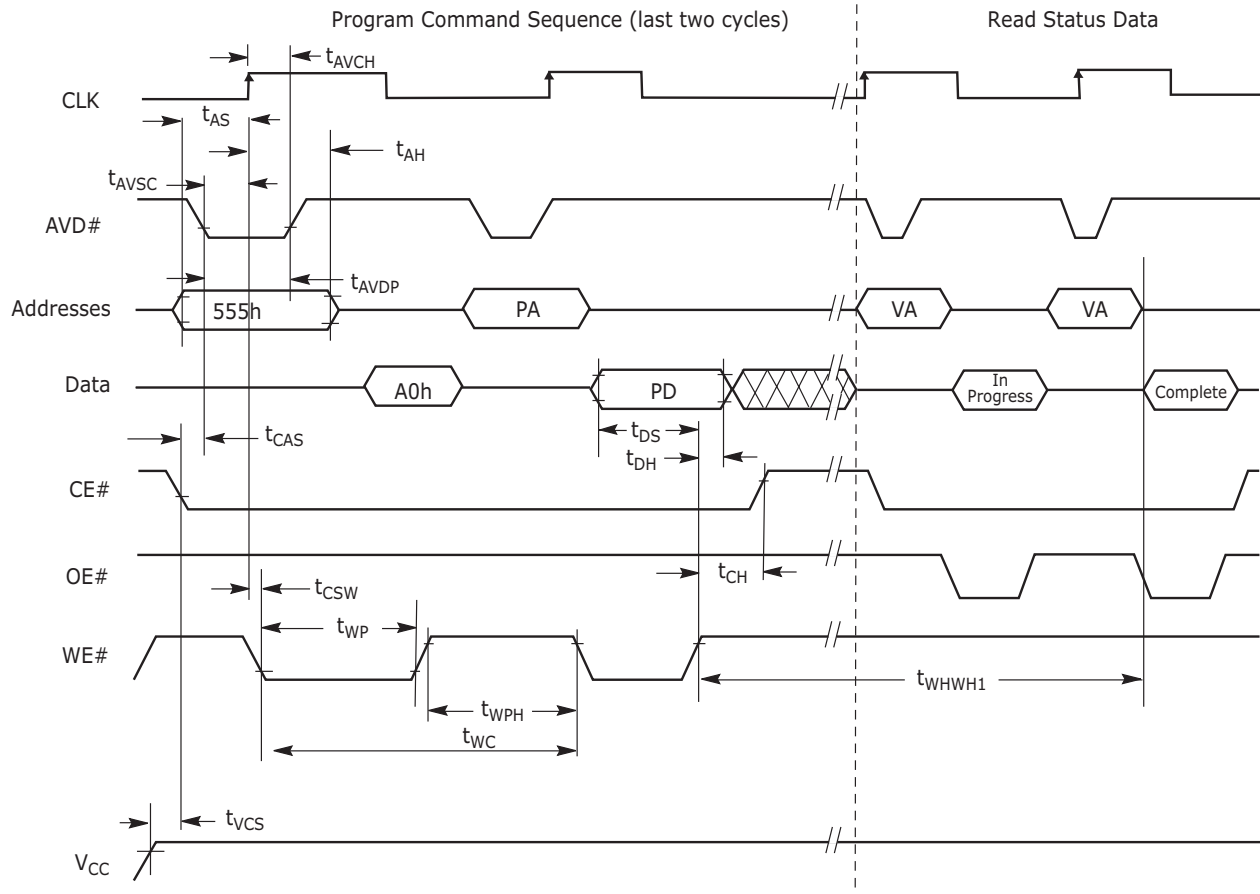 Program Command Sequence (last two cycles)
Read Status Data
tAVCH
CLK
tAS
tAH
tAVSC
AVD#
tAVDP
Addresses
555h
PA
VA
VA
Data
A0h
PD
In
Progress
Complete
tCAS
tDS
tDH
CE#
OE#
tCH
tCSW
tWP
WE#
tWHWH1
tWPH
tWC
tVCS
VCC